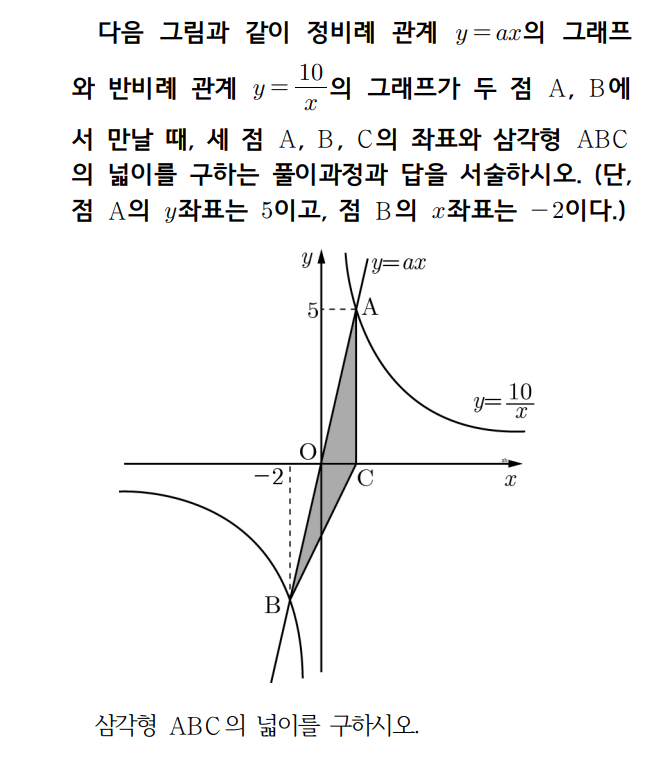 다음 그림과 같이 정비례 관계 y=ax의 그래프
와 반비례 관계 y=10/x의 그래프가 두 점 A, B에
서 만날 때, 세 점 A, B, C의 좌표와 삼각형 ABC
의 넓이를 구하는 풀이과정과 답을 서술하시오. (단,
점 A의 y좌표는 5이고, 점 B의 x좌표는 -2이다.)
y
y=ax
5
A
y=10/x
O
-2
C
x
B
삼각형 ABC의 넓이를 구하시오.